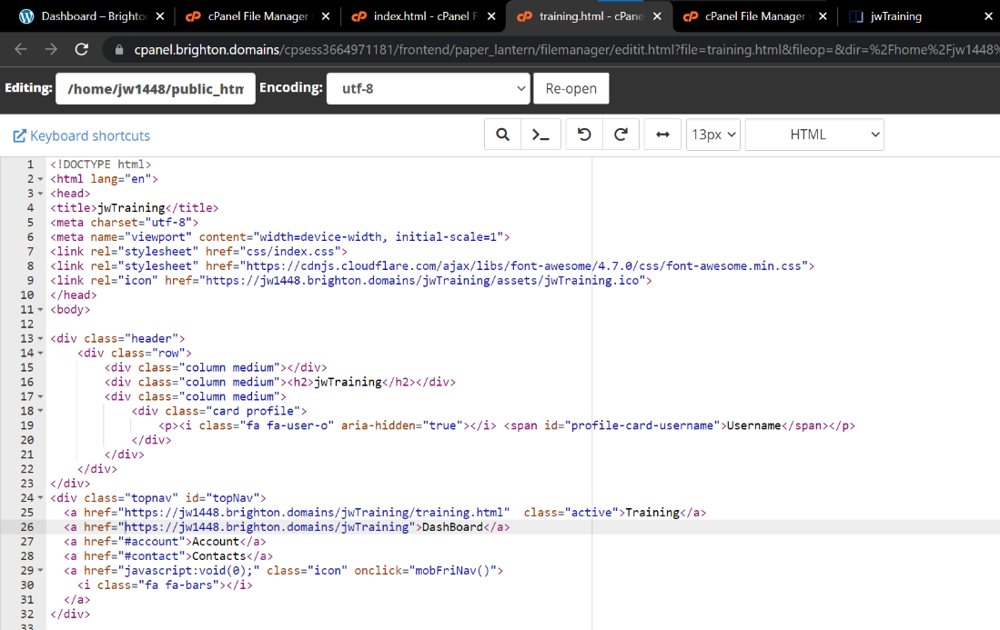 Dashboard – Brighton
cPanel File Manager
index.html - cPanel F
training.html - cPane
cPanel File Manager
jwTraining
cpanel.brighton.domains/cpsess3664971181/frontend/paper_lantern/filemanager/editit.html?file=training.html&fileop=&dir=%2Fhome%2Fjw1448%
Editing: /home/jw1448/public_htm Encoding: utf-8 Re-open
Keyboard shortcuts 13px HTML
1 <!DOCTYPE html>
2 <html lang="en">
3 <head>
4 <title>jwTraining</title>
5 <meta charset="utf-8">
6 <meta name="viewport" content="width=device-width, initial-scale=1">
7 <link rel="stylesheet" href="css/index.css">
8 <link rel="stylesheet" href="https://cdnjs.cloudflare.com/ajax/libs/font-awesome/4.7.0/css/font-awesome.min.css">
9 <link rel="icon" href="https://jw1448.brighton.domains/jwTraining/assets/jwTraining.ico">
10 </head>
11 <body>
12
13 <div class="header">
14 <div class="row">
15 <div class="column medium"></div>
16 <div class="column medium"><h2>jwTraining</h2></div>
17 <div class="column medium">
18 <div class="card profile">
19 <p><i class="fa fa-user-o" aria-hidden="true"></i> <span id="profile-card-username">Username</span></p>
20 </div>
21 </div>
22 </div>
23 </div>
24 <div class="topnav" id="topNav">
25 <a href="https://jw1448.brighton.domains/jwTraining/training.html"  class="active">Training</a>
26 <a href="https://jw1448.brighton.domains/jwTraining">DashBoard</a>
27 <a href="#account">Account</a>
28 <a href="#contact">Contacts</a>
29 <a href="javascript:void(0);" class="icon" onclick="mobFriNav()">
30 <i class="fa fa-bars"></i>
31 </a>
32 </div>
33